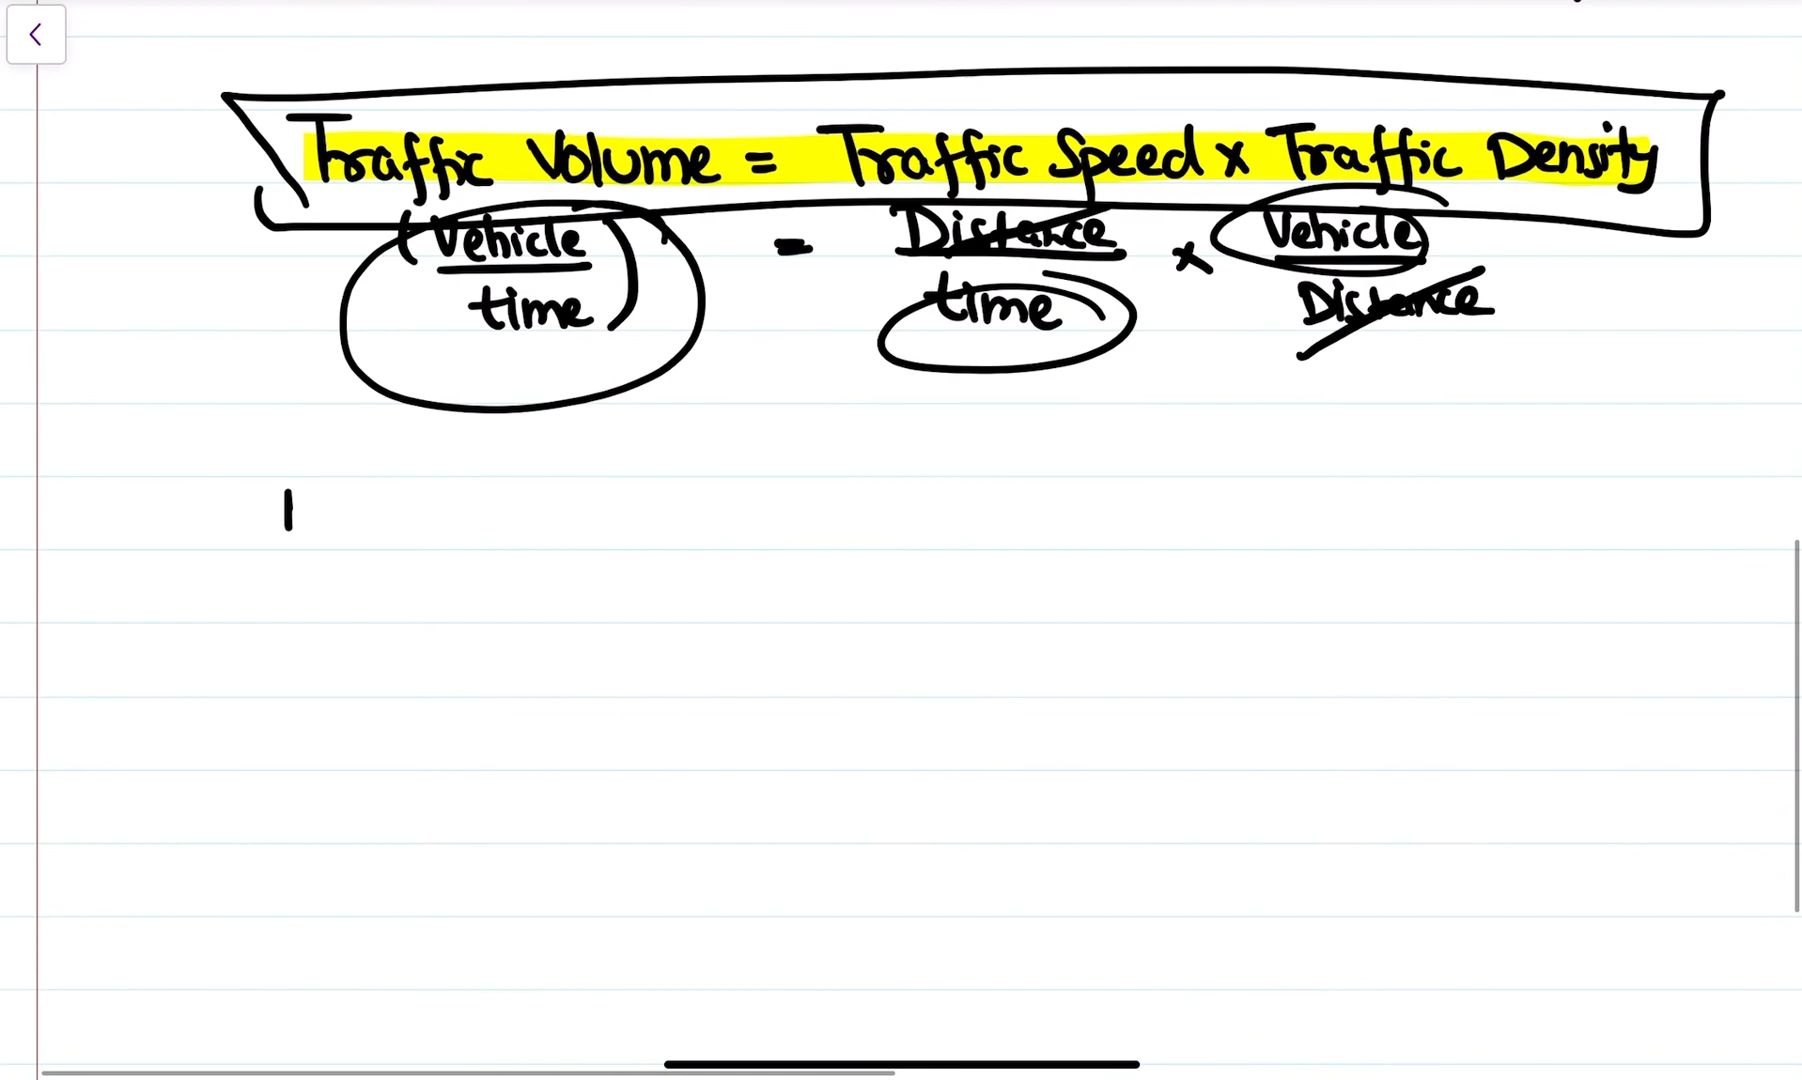 Traffic Volume = Traffic Speed x Traffic Density
(Vehicle/time) = Distance/time x Vehicle/Distance
|